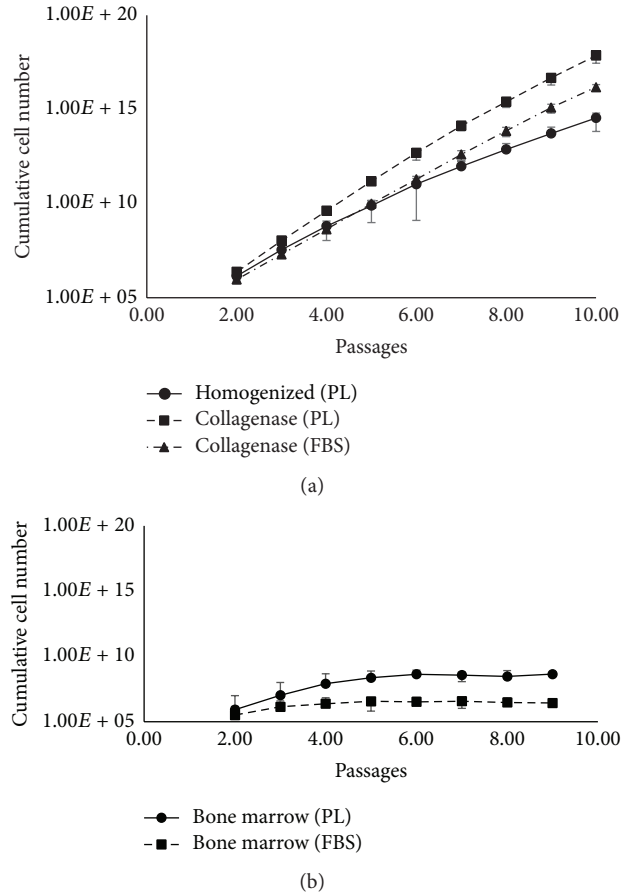 1.00E + 20
1.00E + 15
1.00E + 10
1.00E + 05
Cumulative cell number
0.00 2.00 4.00 6.00 8.00 10.00
Passages
Homogenized (PL)
Collagenase (PL)
Collagenase (FBS)
(a)
1.00E + 20
1.00E + 15
1.00E + 10
1.00E + 05
Cumulative cell number
0.00 2.00 4.00 6.00 8.00 10.00
Passages
Bone marrow (PL)
Bone marrow (FBS)
(b)